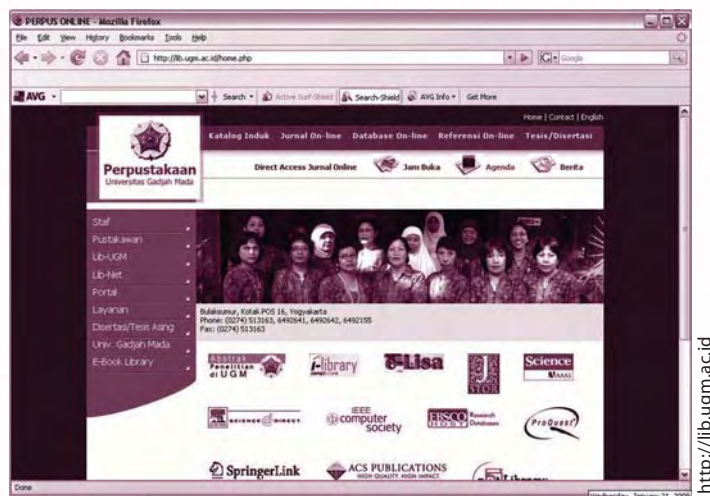 PERPUS ONLINE - Mozilla Firefox
File Edit View History Bookmarks Tools Help
http://lib.ugm.ac.id/home.php
Google
AVG Search Active Surf-Shield Search-Shield AVG Info Get More
Home | Contact | English
Katalog Induk Jurnal On-line Database On-line Referensi On-line Tesis/Disertasi
Perpustakaan
Universitas Gadjah Mada
Direct Access Jurnal Online Jam Buka Agenda Berita
Staf
Pustakawan
Lib-UGM
Lib-Net
Portal
Layanan
Disertasi/Tesis Asing
Univ. Gadjah Mada
E-Book Library
Bulaksumur, Kotak POS 16, Yogyakarta
Phone: (0274) 513163, 6492641, 6492642, 6492155
Fax: (0274) 513163
Abstrak
Penelitian
di UGM
i-library
e-Lisa
JSTOR
Science
AAAS
SCIENCE DIRECT
IEEE
computer
society
EBSCO HOST Research Databases
ProQuest
SpringerLink
ACS PUBLICATIONS
HIGH QUALITY. HIGH IMPACT.
Done
Wednesday, January 21, 2009
http://lib.ugm.ac.id